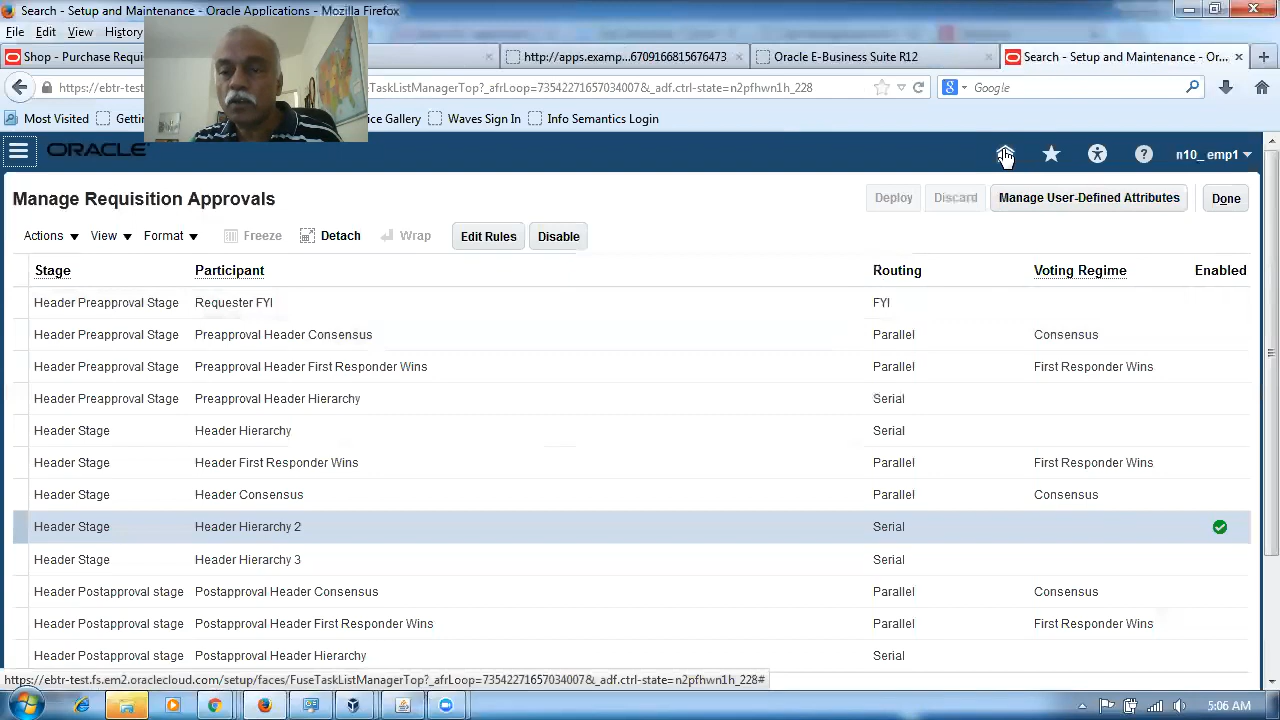 Search - Setup and Maintenance - Oracle Applications - Mozilla Firefox
File Edit View History
Shop - Purchase Requi
http://apps.examp...6709166815676473
Oracle E-Business Suite R12
Search - Setup and Maintenance - Or...
https://ebtr-test.fs
TaskListManagerTop?_afrLoop=73542271657034007&_adf.ctrl-state=n2pfhwn1h_228
Google
Most Visited
Gettin
ce Gallery
Waves Sign In
Info Semantics Login
ORACLE
n10_ emp1
Manage Requisition Approvals
Deploy
Discard
Manage User-Defined Attributes
Done
Actions
View
Format
Freeze
Detach
Wrap
Edit Rules
Disable
Stage Participant Routing Voting Regime Enabled
Header Preapproval Stage Requester FYI FYI
Header Preapproval Stage Preapproval Header Consensus Parallel Consensus
Header Preapproval Stage Preapproval Header First Responder Wins Parallel First Responder Wins
Header Preapproval Stage Preapproval Header Hierarchy Serial
Header Stage Header Hierarchy Serial
Header Stage Header First Responder Wins Parallel First Responder Wins
Header Stage Header Consensus Parallel Consensus
Header Stage Header Hierarchy 2 Serial
Header Stage Header Hierarchy 3 Serial
Header Postapproval stage Postapproval Header Consensus Parallel Consensus
Header Postapproval stage Postapproval Header First Responder Wins Parallel First Responder Wins
Header Postapproval stage Postapproval Header Hierarchy Serial
https://ebtr-test.fs.em2.oraclecloud.com/setup/faces/FuseTaskListManagerTop?_afrLoop=73542271657034007&_adf.ctrl-state=n2pfhwn1h_228#
5:06 AM